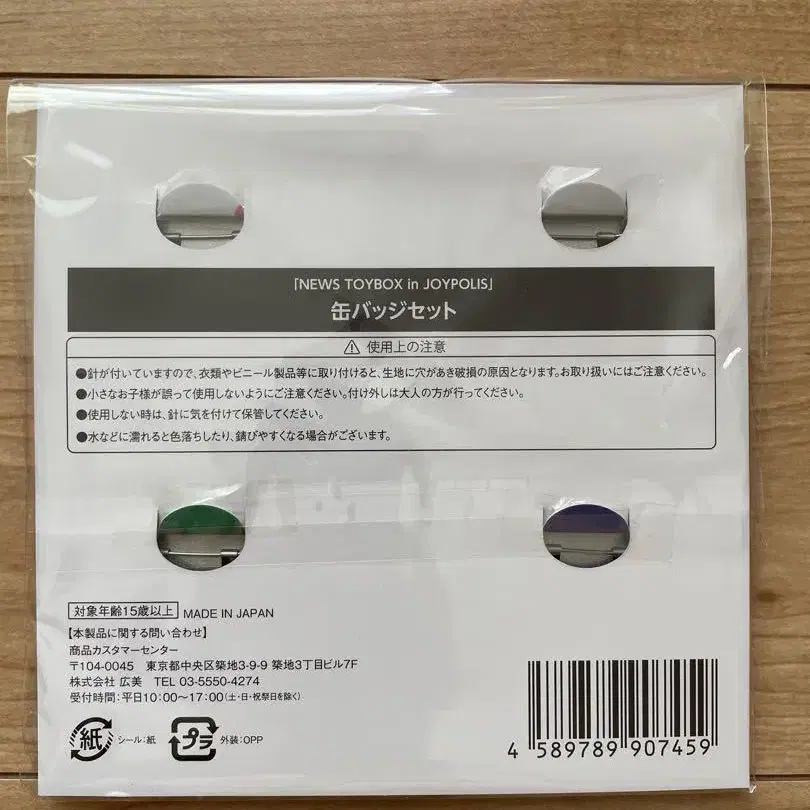 「NEWS TOYBOX in JOYPOLIS」
缶バッジセット
⚠ 使用上の注意
●針が付いていますので、衣類やビニール製品等に取り付けると、生地に穴があき破損の原因となります。お取り扱いにはご注意ください。
●小さなお子様が誤って使用しないようにご注意ください。付け外しは大人の方が行ってください。
●使用しない時は、針に気を付けて保管してください。
●水などに濡れると色落ちしたり、錆びやすくなる場合がございます。
対象年齢15歳以上 MADE IN JAPAN
【本製品に関する問い合わせ】
商品カスタマーセンター
〒104-0045 東京都中央区築地3-9-9 築地3丁目ビル7F
株式会社 広美 TEL 03-5550-4274
受付時間:平日10:00〜17:00(土・日・祝祭日を除く)
紙 シール:紙 プラ 外装:OPP
4 589789 907459